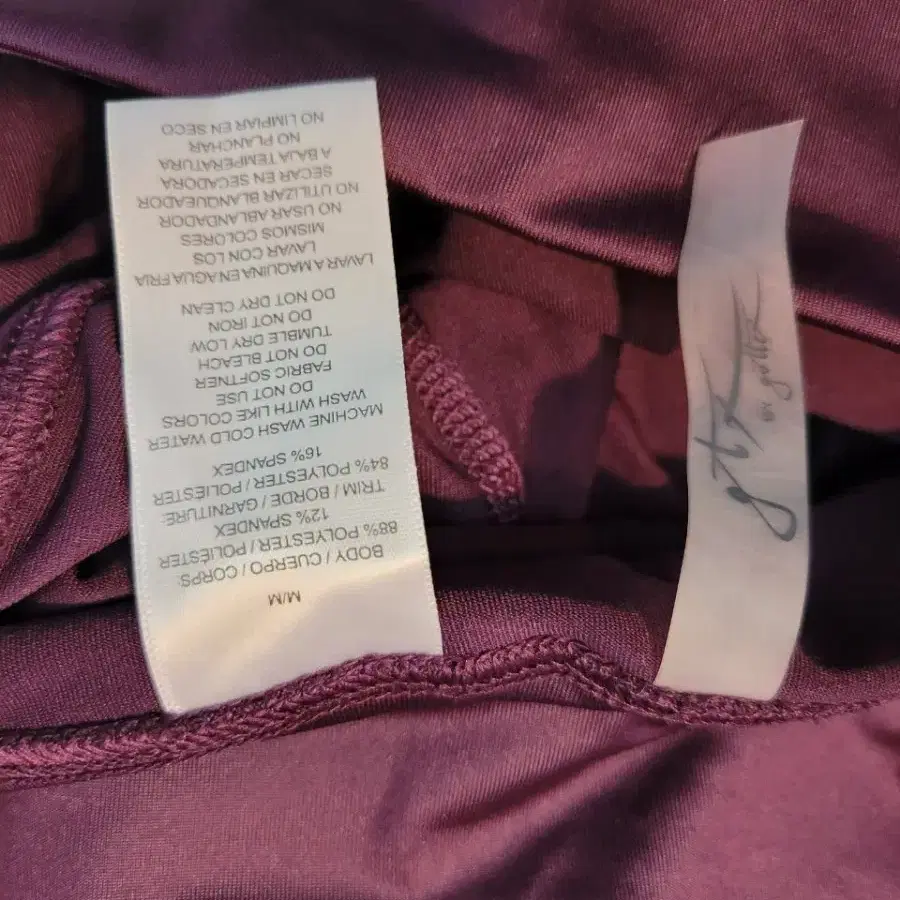 M/M
BODY / CUERPO / CORPS:
88% POLYESTER / POLIÉSTER
12% SPANDEX
TRIM / BORDE / GARNITURE:
84% POLYESTER / POLIÉSTER
16% SPANDEX
MACHINE WASH COLD WATER
WASH WITH LIKE COLORS
DO NOT USE
FABRIC SOFTNER
DO NOT BLEACH
TUMBLE DRY LOW
DO NOT IRON
DO NOT DRY CLEAN
LAVAR A MAQUINA EN AGUA FRIA
LAVAR CON LOS
MISMOS COLORES
NO USAR ABLANDADOR
NO UTILIZAR BLANQUEADOR
SECAR EN SECADORA
A BAJA TEMPERATURA
NO PLANCHAR
NO LIMPIAR EN SECO